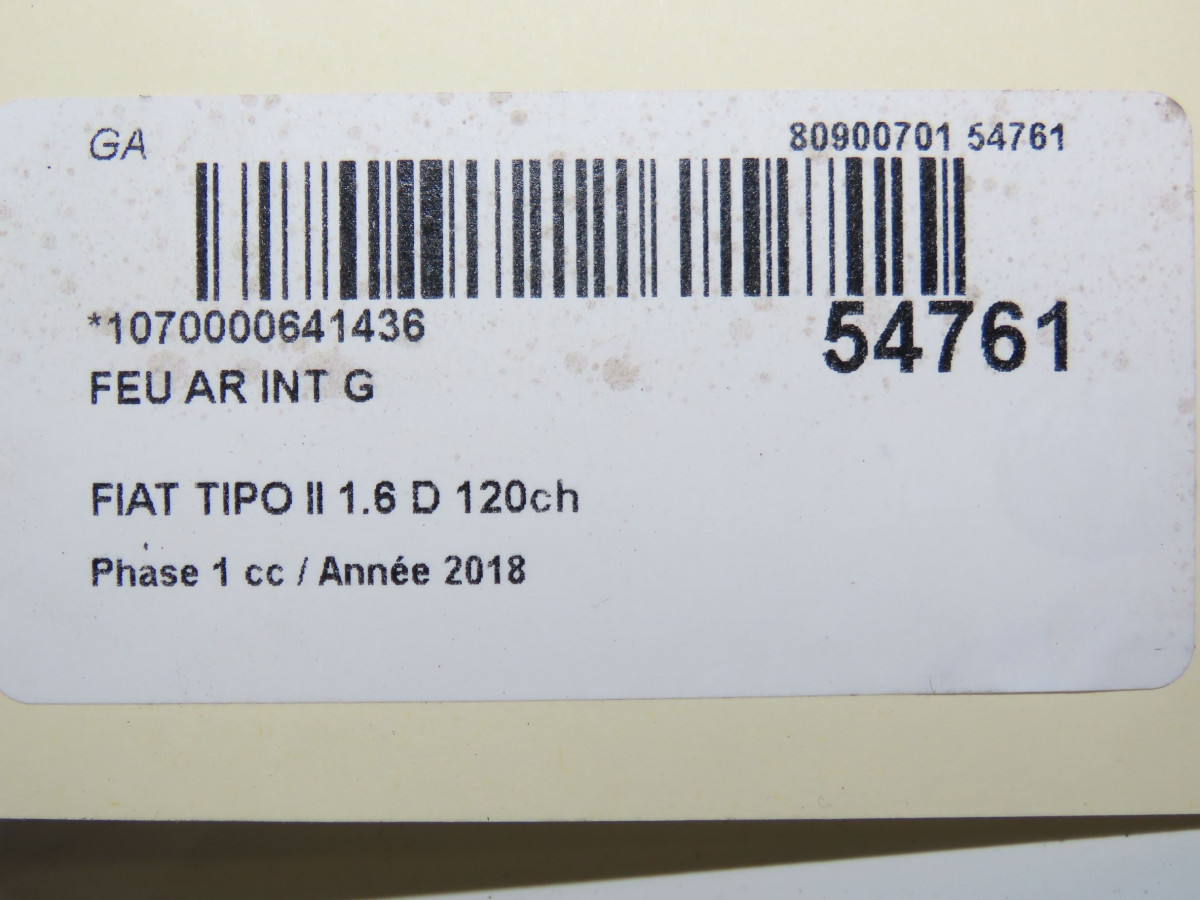 GA
80900701 54761
*1070000641436
54761
FEU AR INT G
FIAT TIPO II 1.6 D 120ch
Phase 1 cc / Année 2018